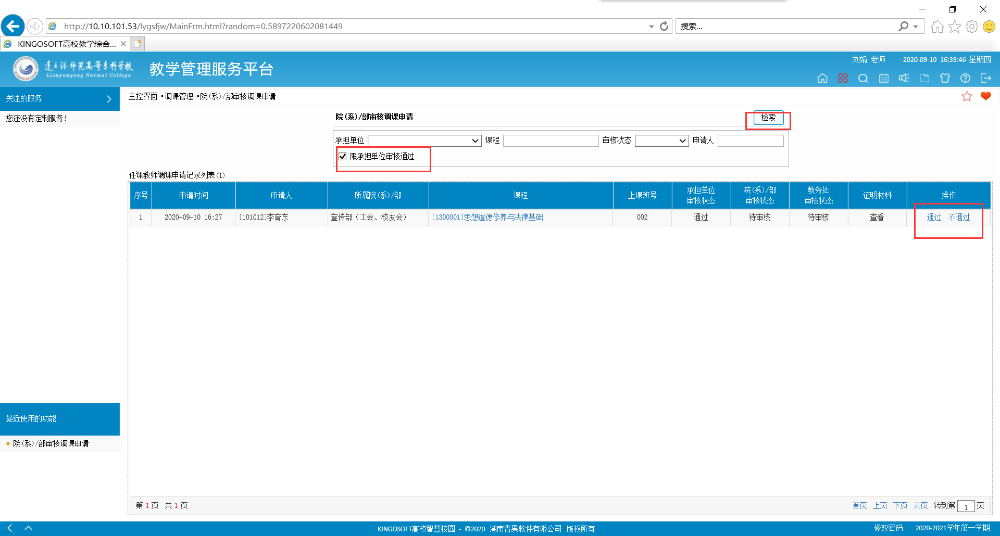 http://10.10.101.53/lygsfjw/MainFrm.html?random=0.5897220602081449
搜索...
KINGOSOFT高校教学综合...
连云港师范高等专科学校
Lianyungang Normal College
教学管理服务平台
刘娟 老师 2020-09-10 16:39:46 星期四
关注的服务
您还没有定制服务!
主控界面→调课管理→院(系)/部审核调课申请
院(系)/部审核调课申请
检索
承担单位 课程 审核状态 申请人
限承担单位审核通过
任课教师调课申请记录列表(1)
序号 申请时间 申请人 所属院(系)/部 课程 上课班号 承担单位审核状态 院(系)/部审核状态 教务处审核状态 证明材料 操作
1 2020-09-10 16:27 [101012]李育东 宣传部（工会、校友会） [1300001]思想道德修养与法律基础 002 通过 待审核 待审核 查看 通过 不通过
最近使用的功能
院(系)/部审核调课申请
第 1 页 共 1 页
首页 上页 下页 末页 转到第 1 页
KINGOSOFT高校智慧校园 - ©2020 湖南青果软件有限公司 版权所有
修改密码 2020-2021学年第一学期